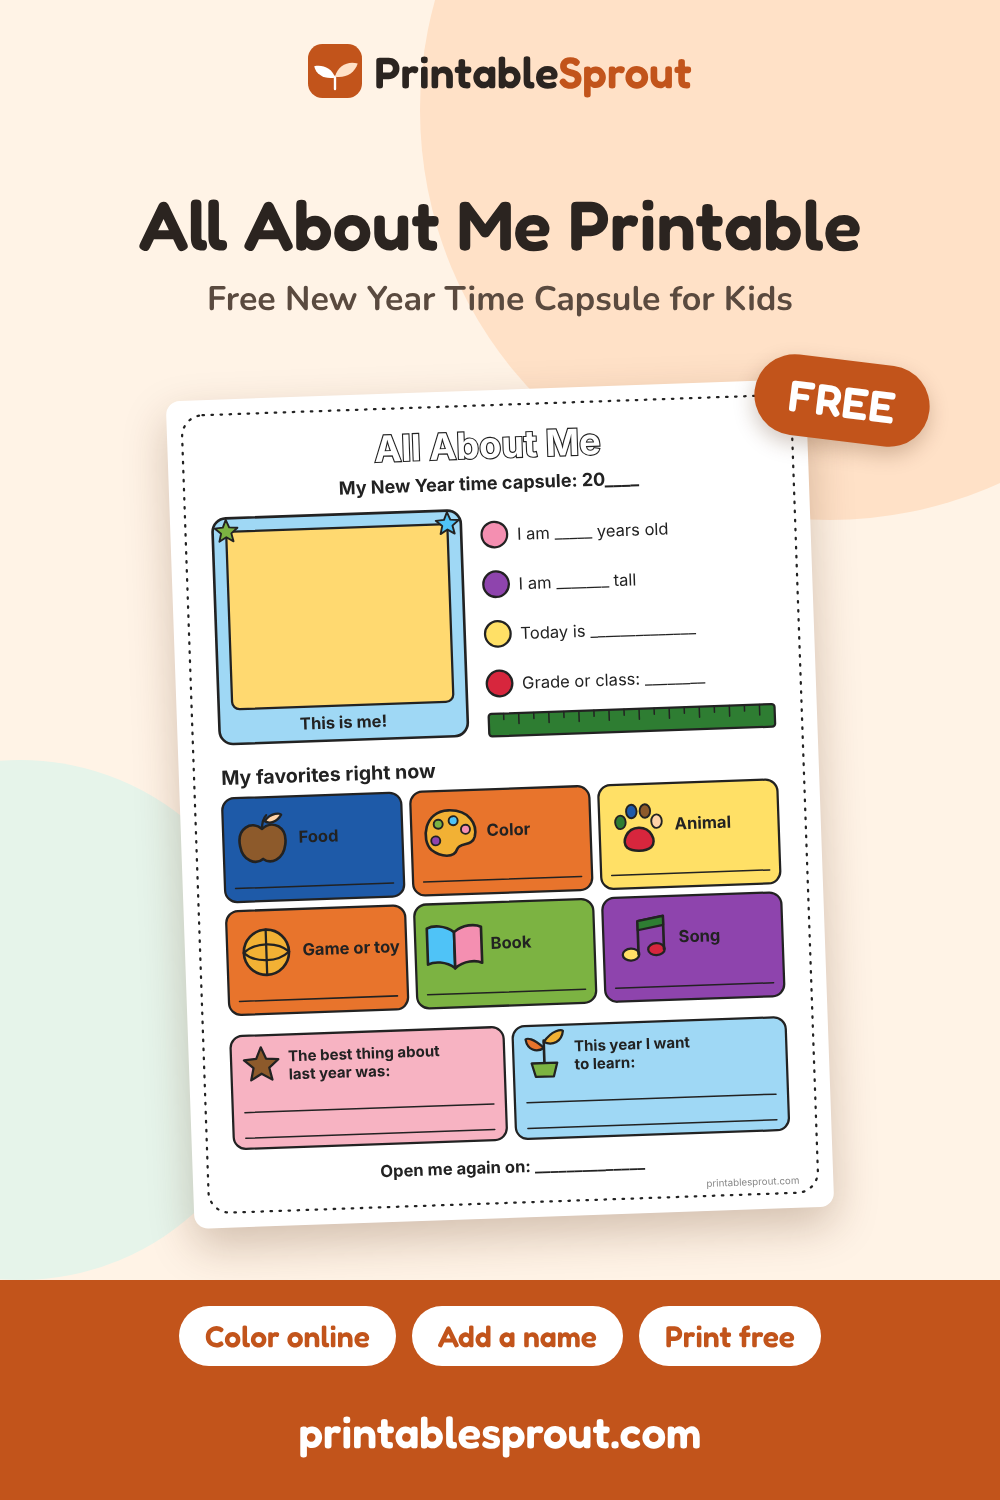 PrintableSprout
All About Me Printable
Free New Year Time Capsule for Kids
FREE
All About Me
My New Year time capsule: 20____
I am ____ years old
I am ______ tall
Today is ____________
Grade or class: _______
This is me!
My favorites right now
Food
Color
Animal
Game or toy
Book
Song
The best thing about
last year was:
This year I want
to learn:
Open me again on: _____________
printablesprout.com
Color online
Add a name
Print free
printablesprout.com